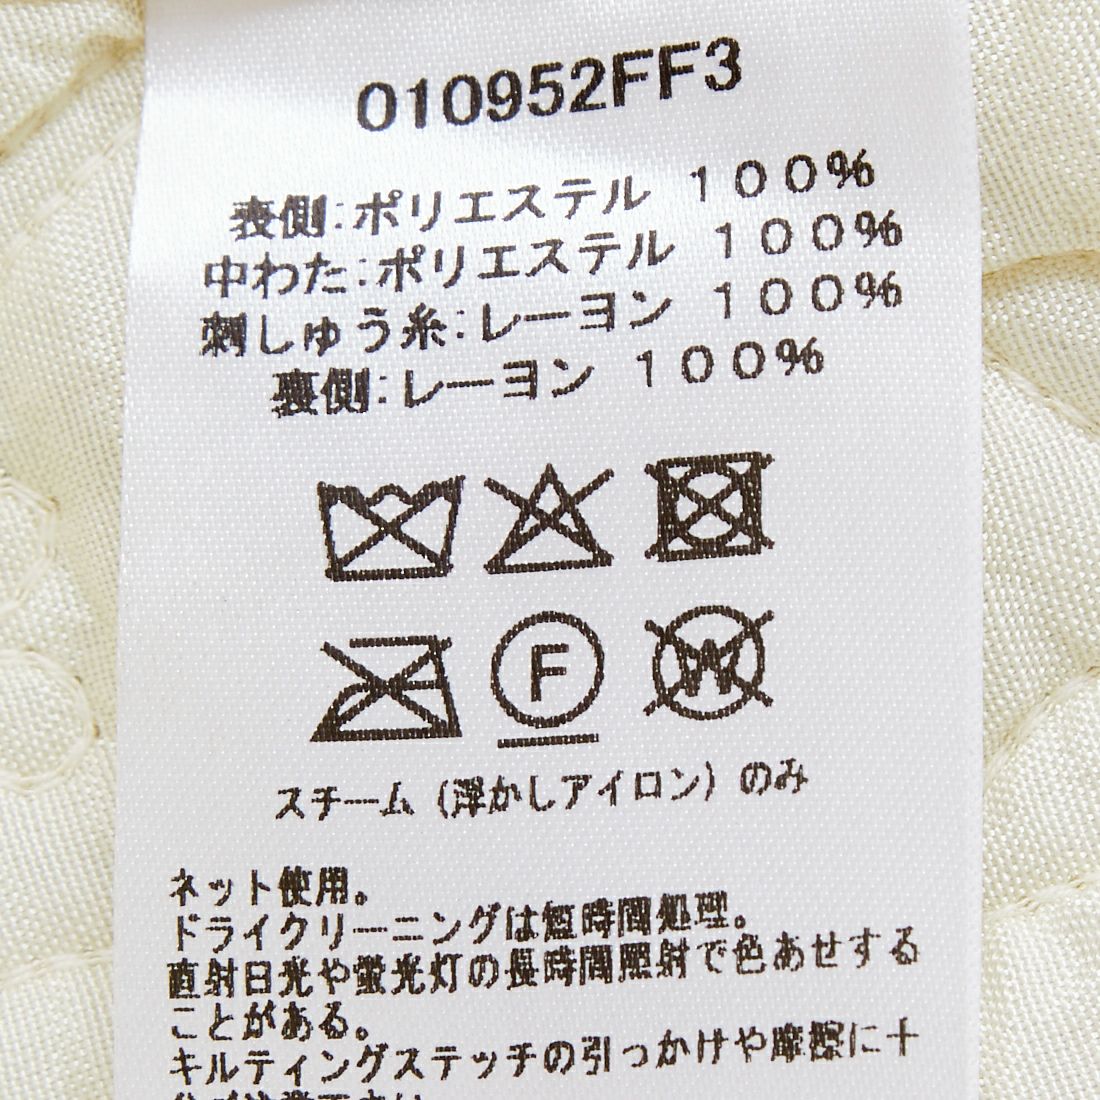 010952FF3
表側:ポリエステル 100%
中わた:ポリエステル 100%
刺しゅう糸:レーヨン 100%
裏側:レーヨン 100%
F
W
スチーム (浮かしアイロン) のみ
ネット使用。
ドライクリーニングは短時間処理。
直射日光や蛍光灯の長時間照射で色あせする
ことがある。
キルティングステッチの引っかけや摩擦に十